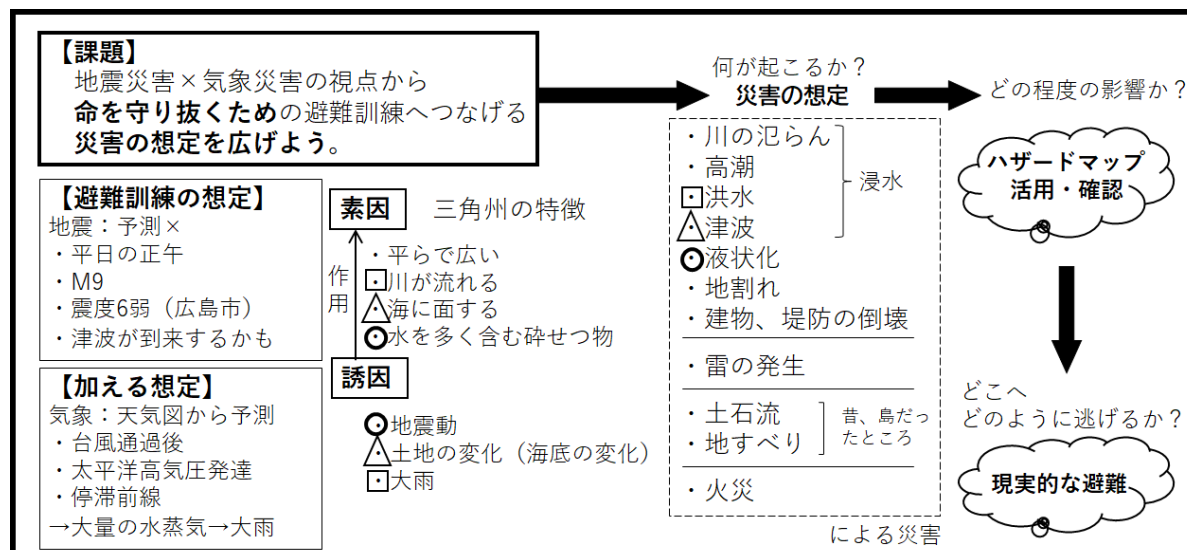 【課題】
地震災害×気象災害の視点から
命を守り抜くための避難訓練へつなげる
災害の想定を広げよう。
【避難訓練の想定】
地震：予測×
・平日の正午
・M9
・震度6弱（広島市）
・津波が到来するかも
【加える想定】
気象：天気図から予測
・台風通過後
・太平洋高気圧発達
・停滞前線
→大量の水蒸気→大雨
素因 三角州の特徴
作用
・平らで広い
・川が流れる
・海に面する
・水を多く含む砕せつ物
誘因
・地震動
・土地の変化（海底の変化）
・大雨
何が起こるか？
災害の想定
・川の氾らん
・高潮
・洪水
・津波
浸水
・液状化
・地割れ
・建物、堤防の倒壊
・雷の発生
・土石流
・地すべり
昔、島だっ
たところ
・火災
による災害
どの程度の影響か？
ハザードマップ
活用・確認
どこへ
どのように逃げるか？
現実的な避難